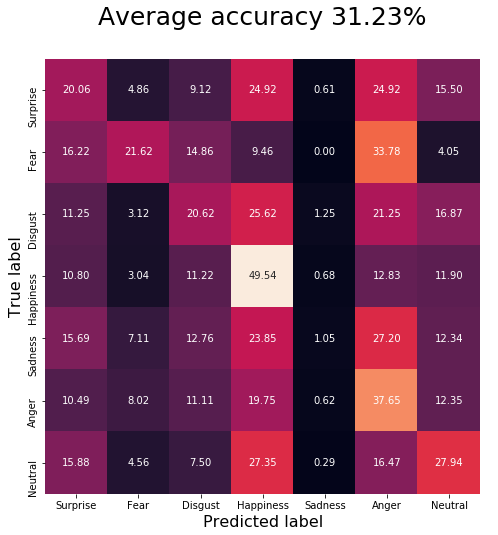 Average accuracy 31.23%
True label
Surprise 20.06 4.86 9.12 24.92 0.61 24.92 15.50
Fear 16.22 21.62 14.86 9.46 0.00 33.78 4.05
Disgust 11.25 3.12 20.62 25.62 1.25 21.25 16.87
Happiness 10.80 3.04 11.22 49.54 0.68 12.83 11.90
Sadness 15.69 7.11 12.76 23.85 1.05 27.20 12.34
Anger 10.49 8.02 11.11 19.75 0.62 37.65 12.35
Neutral 15.88 4.56 7.50 27.35 0.29 16.47 27.94
Surprise Fear Disgust Happiness Sadness Anger Neutral
Predicted label